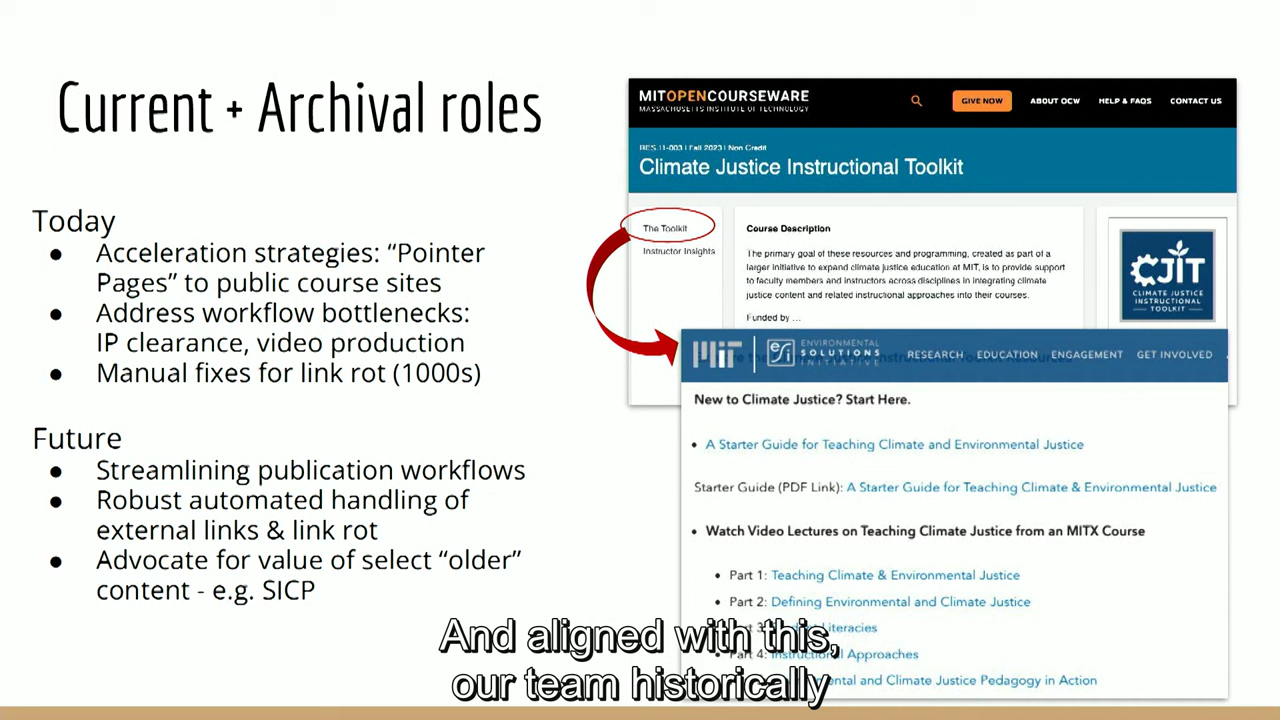 Current + Archival roles
Today
● Acceleration strategies: “Pointer
Pages” to public course sites
● Address workflow bottlenecks:
IP clearance, video production
● Manual fixes for link rot (1000s)
Future
● Streamlining publication workflows
● Robust automated handling of
external links & link rot
● Advocate for value of select “older”
content - e.g. SICP
MITOPENCOURSEWARE
MASSACHUSETTS INSTITUTE OF TECHNOLOGY
GIVE NOW ABOUT OCW HELP & FAQS CONTACT US
RES.11-003 | Fall 2023 | Non Credit
Climate Justice Instructional Toolkit
The Toolkit
Instructor Insights
Course Description
The primary goal of these resources and programming, created as part of a
larger initiative to expand climate justice education at MIT, is to provide support
to faculty members and instructors across disciplines in integrating climate
justice content and related instructional approaches into their courses.
Funded by ...
CJIT
CLIMATE JUSTICE
INSTRUCTIONAL
TOOLKIT
MIT esi ENVIRONMENTAL
SOLUTIONS
INITIATIVE
RESEARCH EDUCATION ENGAGEMENT GET INVOLVED
New to Climate Justice? Start Here.
• A Starter Guide for Teaching Climate and Environmental Justice
Starter Guide (PDF Link): A Starter Guide for Teaching Climate & Environmental Justice
• Watch Video Lectures on Teaching Climate Justice from an MITX Course
• Part 1: Teaching Climate & Environmental Justice
• Part 2: Defining Environmental and Climate Justice
• Part 3: Literacies
• Part 4: Instructional Approaches
and Climate Justice Pedagogy in Action
And aligned with this,
our team historically